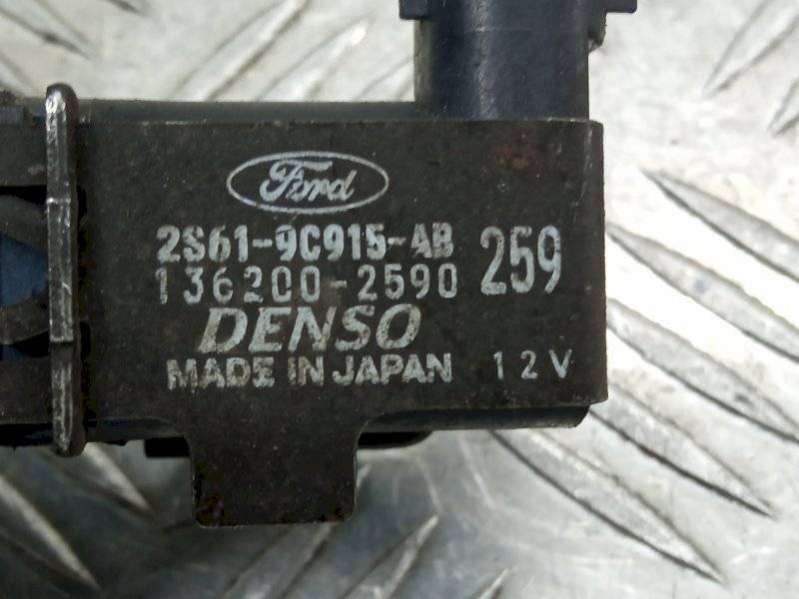 Ford
2S61-9C915-AB 259
136200-2590
DENSO
MADE IN JAPAN 12V